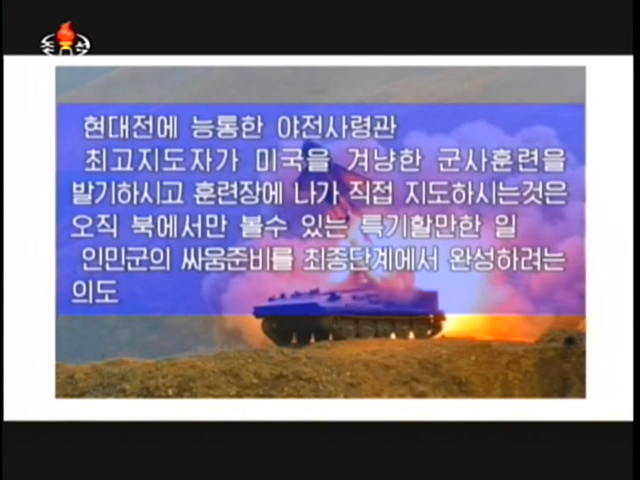 현대전에 능통한 야전사령관
최고지도자가 미국을 겨냥한 군사훈련을
발기하시고 훈련장에 나가 직접 지도하시는것은
오직 북에서만 볼수 있는 특기할만한 일
인민군의 싸움준비를 최종단계에서 완성하려는
의도